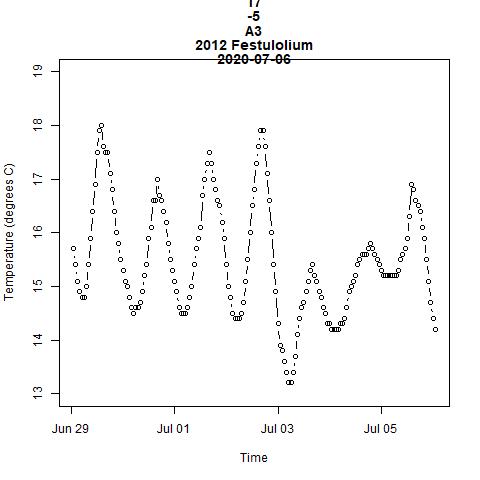 17
-5
A3
2012 Festulolium
2020-07-06
Temperature (degrees C)
19
18
17
16
15
14
13
Jun 29
Jul 01
Jul 03
Jul 05
Time